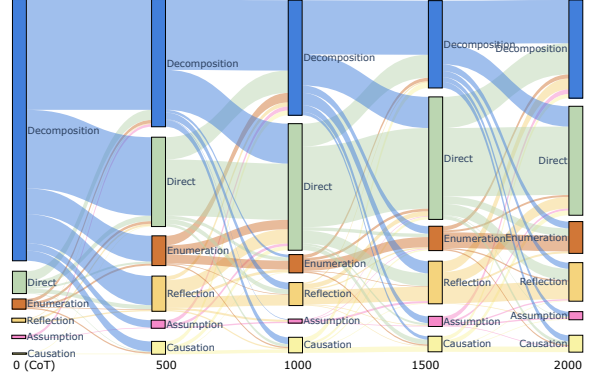 Decomposition
Direct
Enumeration
Reflection
Assumption
Causation
Decomposition
Direct
Enumeration
Reflection
Assumption
Causation
Decomposition
Direct
Enumeration
Reflection
Assumption
Causation
Decomposition
Direct
Enumeration
Reflection
Assumption
Causation
Decomposition
Direct
Enumeration
Reflection
Assumption
Causation
0 (CoT) 500 1000 1500 2000